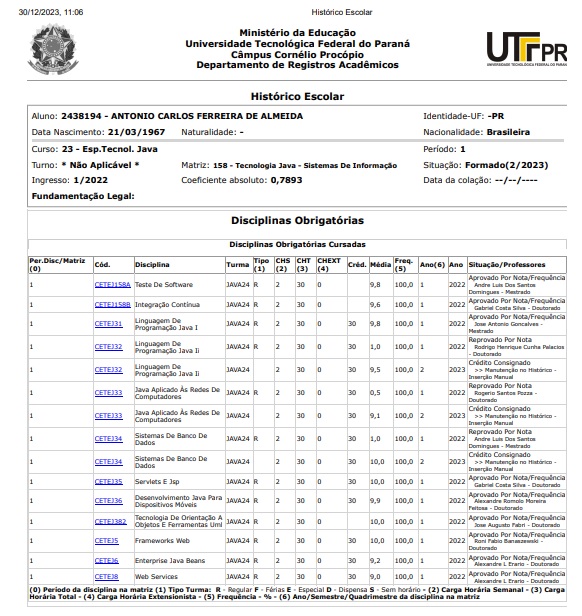 30/12/2023, 11:06 Histórico Escolar
Ministério da Educação
Universidade Tecnológica Federal do Paraná
Câmpus Cornélio Procópio
Departamento de Registros Acadêmicos
UTFPR
UNIVERSIDADE TECNOLÓGICA FEDERAL DO PARANÁ
Histórico Escolar
Aluno: 2438194 - ANTONIO CARLOS FERREIRA DE ALMEIDA Identidade-UF: -PR
Data Nascimento: 21/03/1967 Naturalidade: - Nacionalidade: Brasileira
Curso: 23 - Esp.Tecnol. Java Período: 1
Turno: * Não Aplicável * Matriz: 158 - Tecnologia Java - Sistemas De Informação Situação: Formado(2/2023)
Ingresso: 1/2022 Coeficiente absoluto: 0,7893 Data da colação: --/--/----
Fundamentação Legal:
Disciplinas Obrigatórias
Disciplinas Obrigatórias Cursadas
Per.Disc/Matriz (0) Cód. Disciplina Turma Tipo (1) CHS (2) CHT (3) CHEXT (4) Créd. Média Freq. (5) Ano(6) Ano Situação/Professores
1 CETEJ158A Teste De Software JAVA24 R 2 30 0 9,8 100,0 1 2022 Aprovado Por Nota/Frequência Andre Luis Dos Santos Domingues - Mestrado
1 CETEJ158B Integração Contínua JAVA24 R 2 30 0 9,6 100,0 1 2022 Aprovado Por Nota/Frequência Gabriel Costa Silva - Doutorado
1 CETEJ31 Linguagem De Programação Java I JAVA24 R 2 30 0 30 9,8 100,0 1 2022 Aprovado Por Nota/Frequência Jose Antonio Goncalves - Mestrado
1 CETEJ32 Linguagem De Programação Java Ii JAVA24 R 2 30 0 30 1,0 100,0 1 2022 Reprovado Por Nota Rodrigo Henrique Cunha Palacios - Doutorado
1 CETEJ32 Linguagem De Programação Java Ii JAVA24 2 30 0 30 9,5 100,0 2 2023 Crédito Consignado >> Manutenção no Histórico - Inserção Manual
1 CETEJ33 Java Aplicado Às Redes De Computadores JAVA24 R 2 30 0 30 0,5 100,0 1 2022 Reprovado Por Nota Rogerio Santos Pozza - Doutorado
1 CETEJ33 Java Aplicado Às Redes De Computadores JAVA24 2 30 0 30 9,1 100,0 2 2023 Crédito Consignado >> Manutenção no Histórico - Inserção Manual
1 CETEJ34 Sistemas De Banco De Dados JAVA24 R 2 30 0 30 1,0 100,0 1 2022 Reprovado Por Nota Andre Luis Dos Santos Domingues - Mestrado
1 CETEJ34 Sistemas De Banco De Dados JAVA24 2 30 0 30 10,0 100,0 2 2023 Crédito Consignado >> Manutenção no Histórico - Inserção Manual
1 CETEJ35 Servlets E Jsp JAVA24 R 2 30 0 30 10,0 100,0 1 2022 Aprovado Por Nota/Frequência Gabriel Costa Silva - Doutorado
1 CETEJ36 Desenvolvimento Java Para Dispositivos Móveis JAVA24 R 2 30 0 30 9,9 100,0 1 2022 Aprovado Por Nota/Frequência Alexandre Romolo Moreira Feitosa - Doutorado
1 CETEJ382 Tecnologia De Orientação A Objetos E Ferramentas Uml JAVA24 R 2 30 0 10,0 100,0 1 2022 Aprovado Por Nota/Frequência Jose Augusto Fabri - Doutorado
1 CETEJ5 Frameworks Web JAVA24 R 2 30 0 30 10,0 100,0 1 2022 Aprovado Por Nota/Frequência Roni Fabio Banaszewski - Doutorado
1 CETEJ6 Enterprise Java Beans JAVA24 R 2 30 0 30 9,2 100,0 1 2022 Aprovado Por Nota/Frequência Alexandre L Erario - Doutorado
1 CETEJ8 Web Services JAVA24 R 2 30 0 30 10,0 100,0 1 2022 Aprovado Por Nota/Frequência Alexandre L Erario - Doutorado
(0) Período da disciplina na matriz (1) Tipo Turma: R - Regular F - Férias E - Especial D - Dispensa S - Sem horário - (2) Carga Horária Semanal - (3) Carga
Horária Total - (4) Carga Horária Extensionista - (5) Frequência - % - (6) Ano/Semestre/Quadrimestre da disciplina na matriz